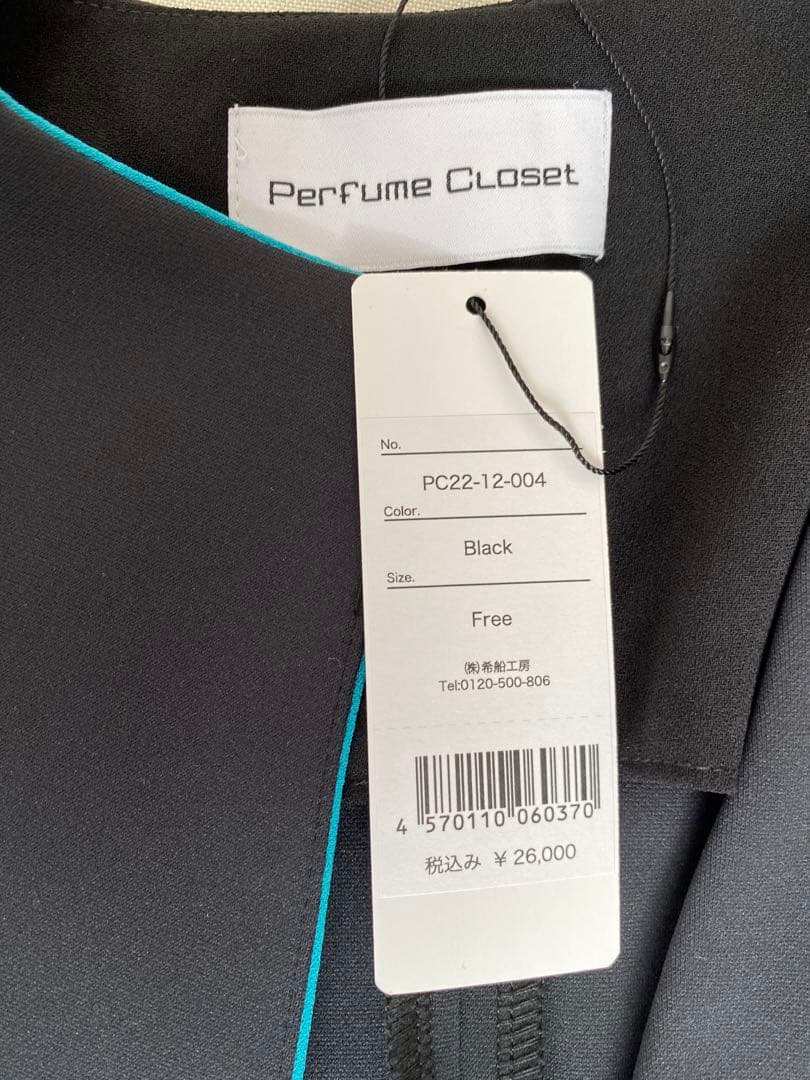 Perfume Closet
No.
PC22-12-004
Color.
Black
Size.
Free
㈱希船工房
Tel:0120-500-806
4 570110 060370
税込み ¥ 26,000